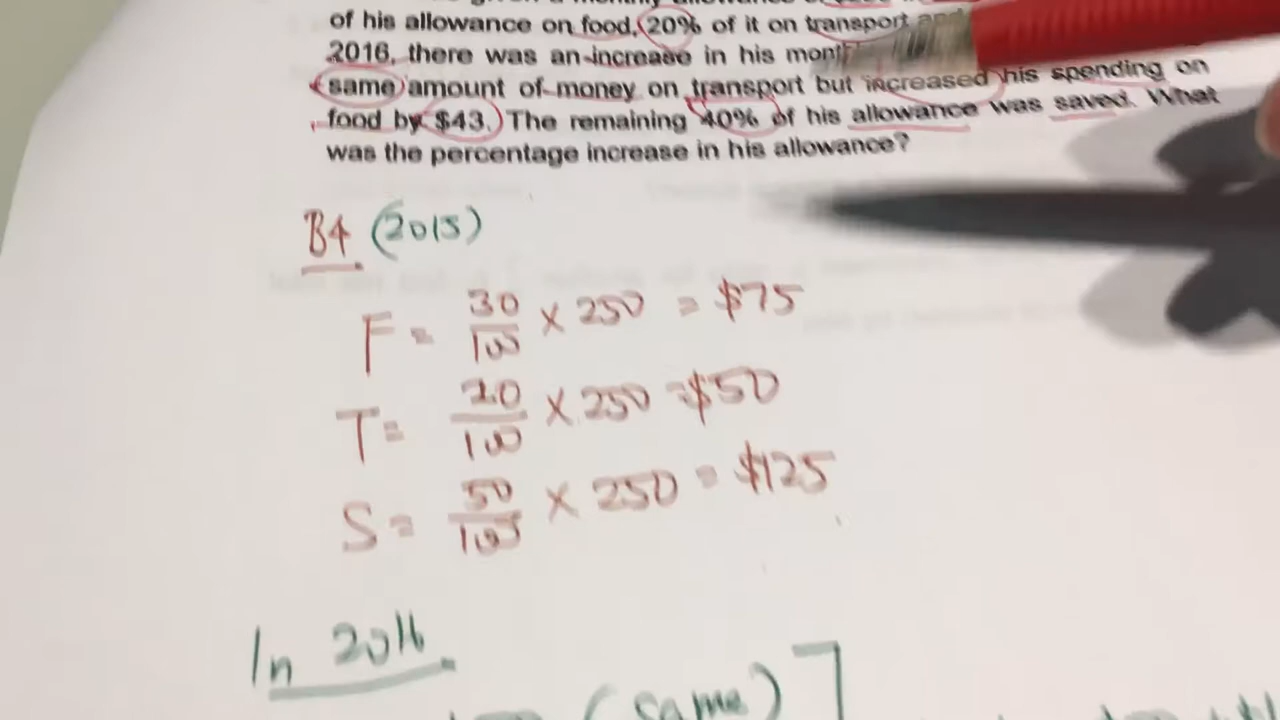 of his allowance on food, 20% of it on transport and
2016, there was an increase in his
same amount of money on transport but increased his spending on
food by $43. The remaining 40% of his allowance was saved. What
was the percentage increase in his allowance?
B4 (2015)
F = 30/100 × 250 = $75
T = 20/100 × 250 = $50
S = 50/100 × 250 = $125
In 2016
(same)